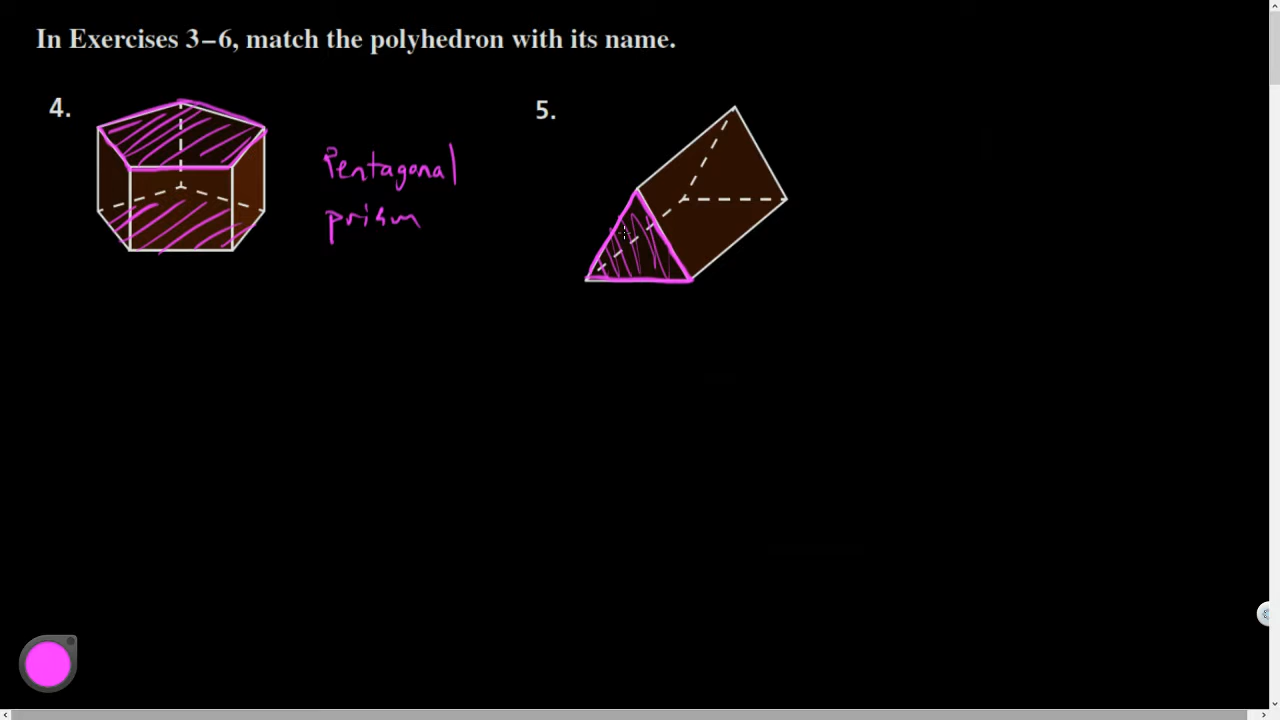 In Exercises 3–6, match the polyhedron with its name.
4.
Pentagonal
prism
5.